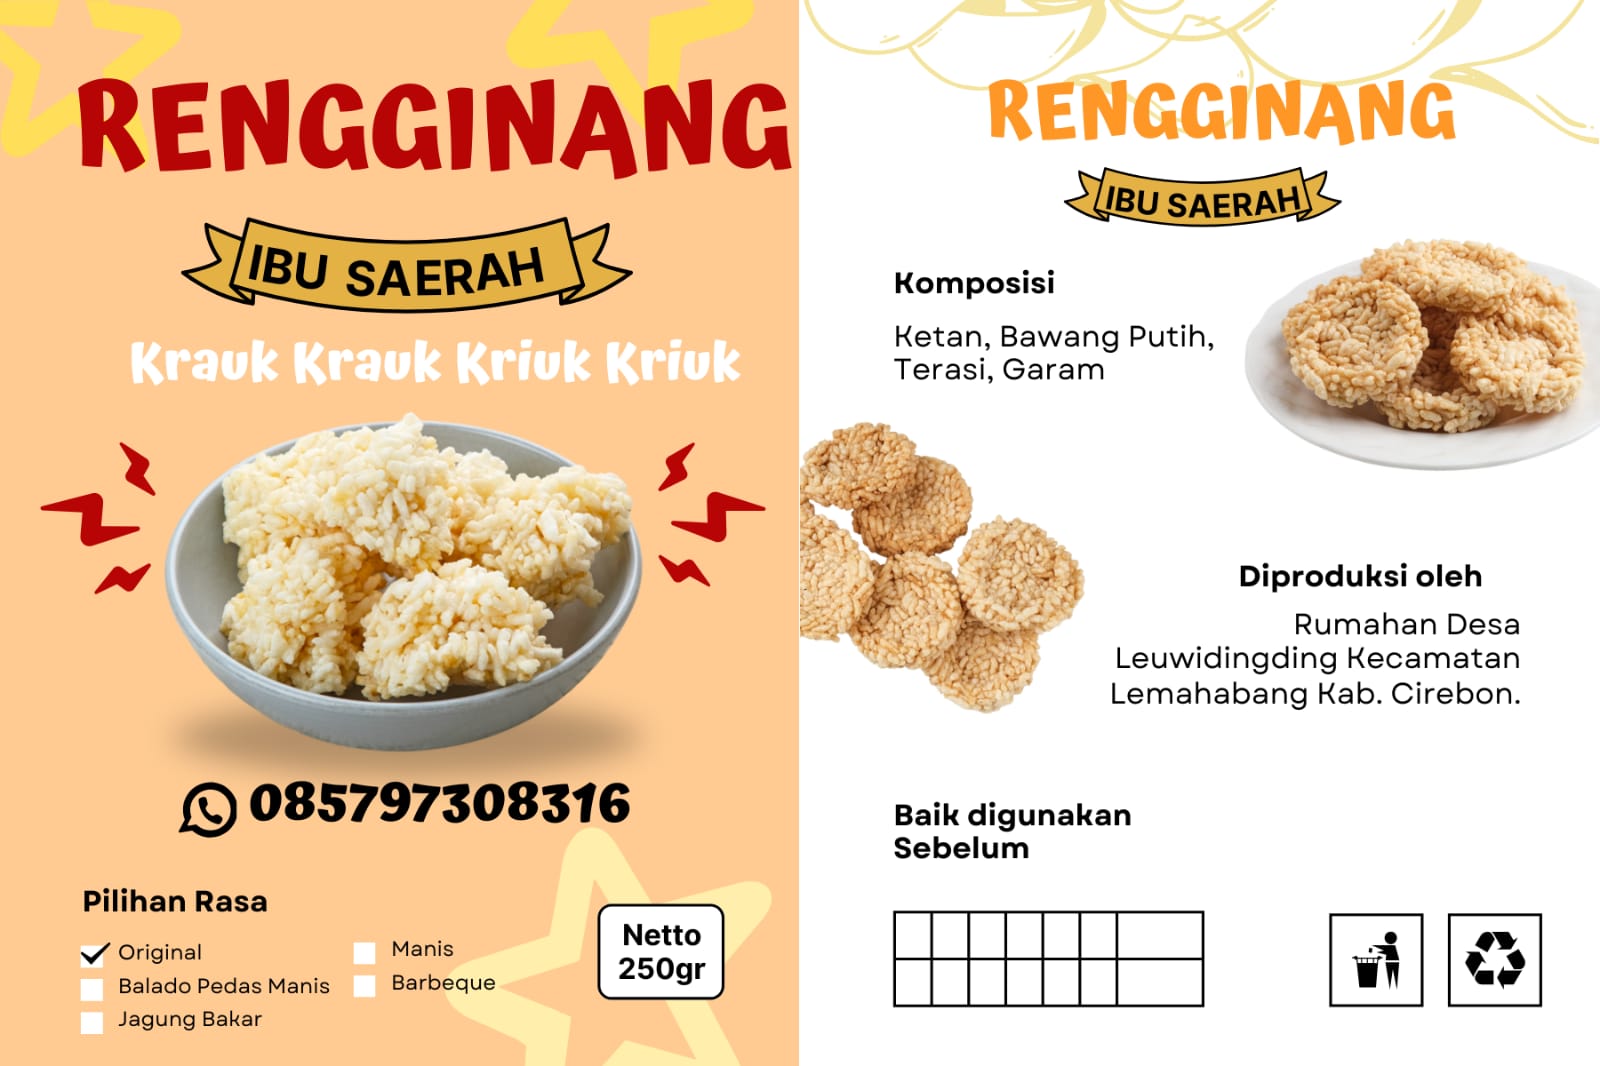 RENGGINANG
IBU SAERAH
Krauk Krauk Kriuk Kriuk
085797308316
Pilihan Rasa
Original
Balado Pedas Manis
Jagung Bakar
Manis
Barbeque
Netto
250gr
RENGGINANG
IBU SAERAH
Komposisi
Ketan, Bawang Putih,
Terasi, Garam
Diproduksi oleh
Rumahan Desa
Leuwidingding Kecamatan
Lemahabang Kab. Cirebon.
Baik digunakan
Sebelum